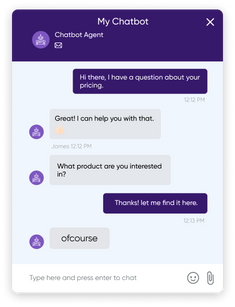 My Chatbot
Chatbot Agent
Hi there, I have a question about your
pricing.
12:12 PM
Great! I can help you with that.
James 12:12 PM
What product are you interested
in?
Thanks! let me find it here.
12:13 PM
ofcourse
Type here and press enter to chat